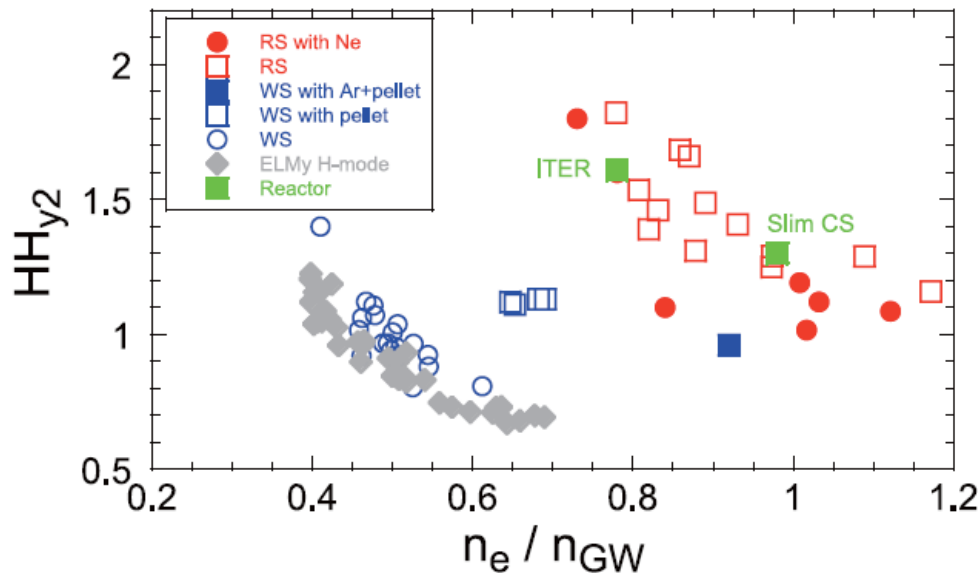 RS with Ne
RS
WS with Ar+pellet
WS with pellet
WS
ELMy H-mode
Reactor
2
1.5
1
0.5
HHy2
ITER
Slim CS
0.2 0.4 0.6 0.8 1 1.2
ne / nGW